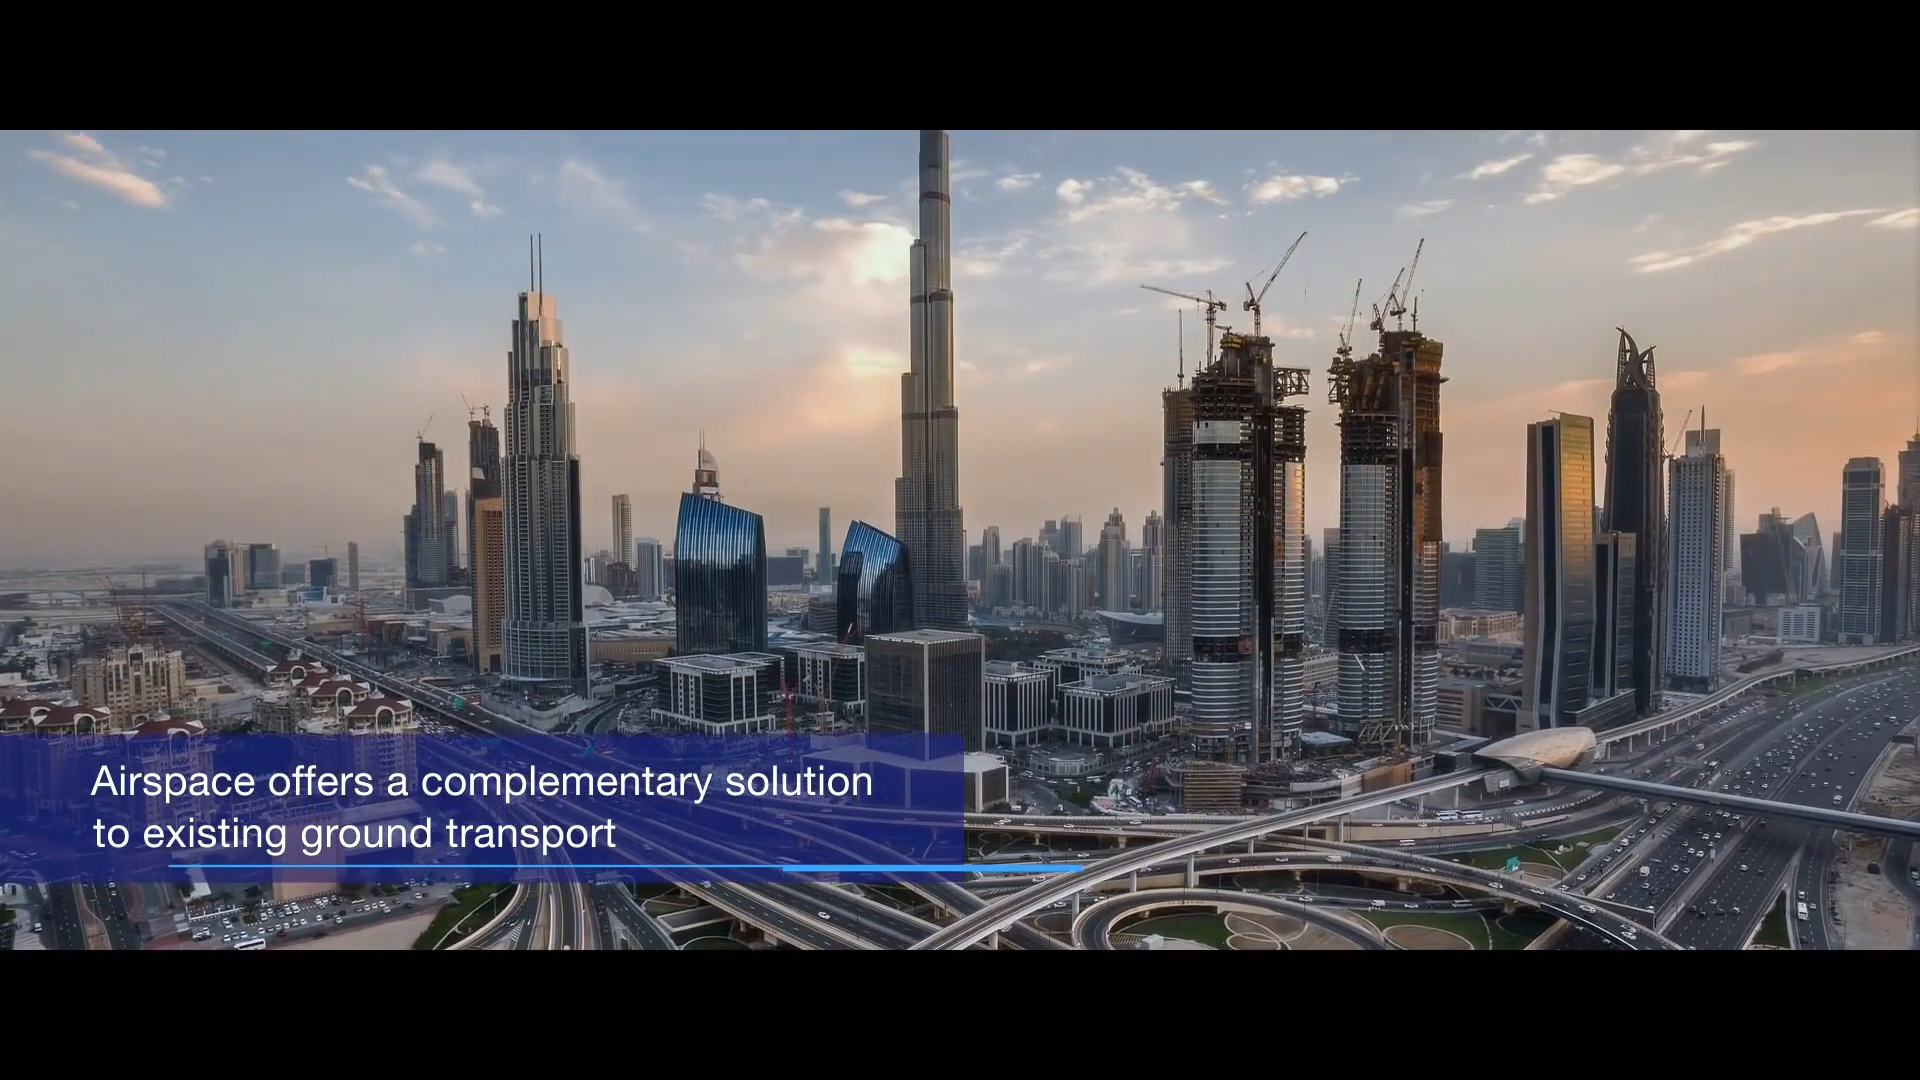 Airspace offers a complementary solution
to existing ground transport